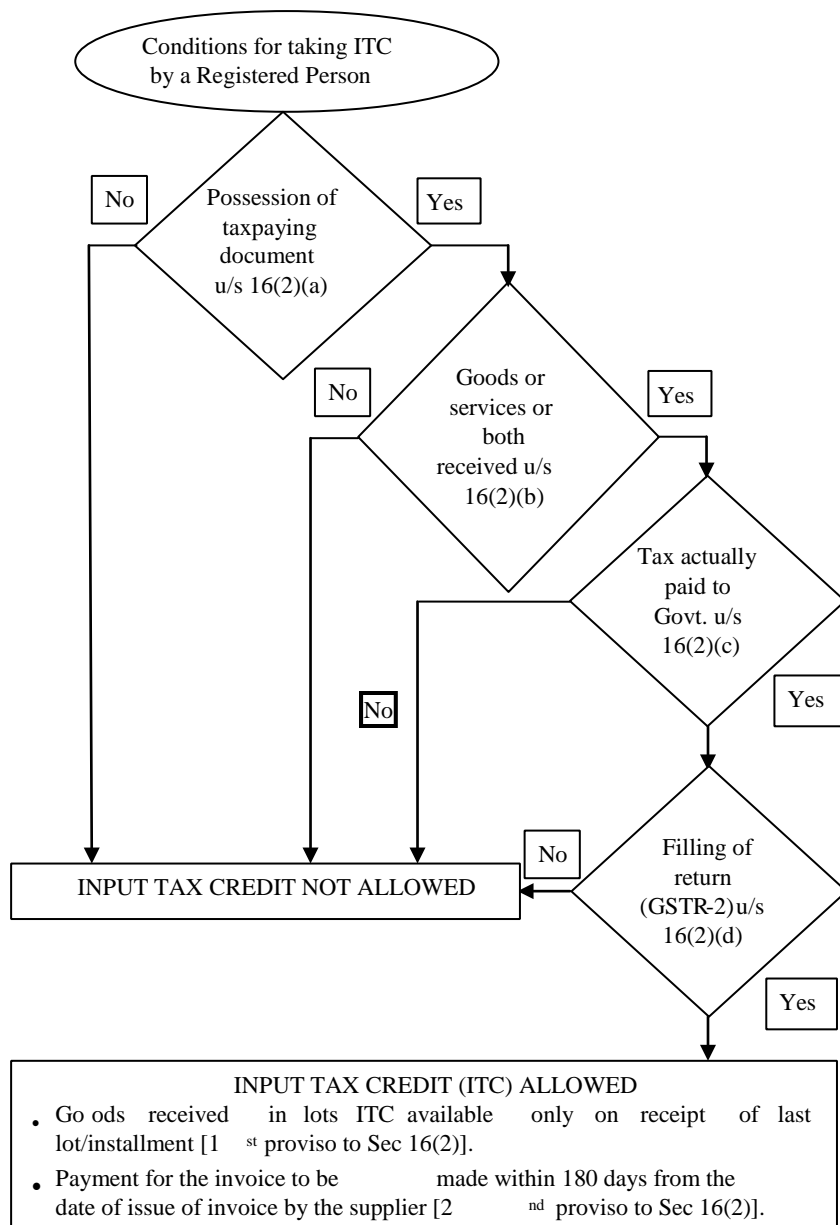 Conditions for taking ITC
by a Registered Person
No
Possession of
taxpaying
document
u/s 16(2)(a)
Yes
No
Goods or
services or
both
received u/s
16(2)(b)
Yes
Tax actually
paid to
Govt. u/s
16(2)(c)
No
Yes
No
Filling of
return
(GSTR-2)u/s
16(2)(d)
INPUT TAX CREDIT NOT ALLOWED
Yes
INPUT TAX CREDIT (ITC) ALLOWED
• Go ods received in lots ITC available only on receipt of last
lot/installment [1 st proviso to Sec 16(2)].
• Payment for the invoice to be made within 180 days from the
date of issue of invoice by the supplier [2 nd proviso to Sec 16(2)].